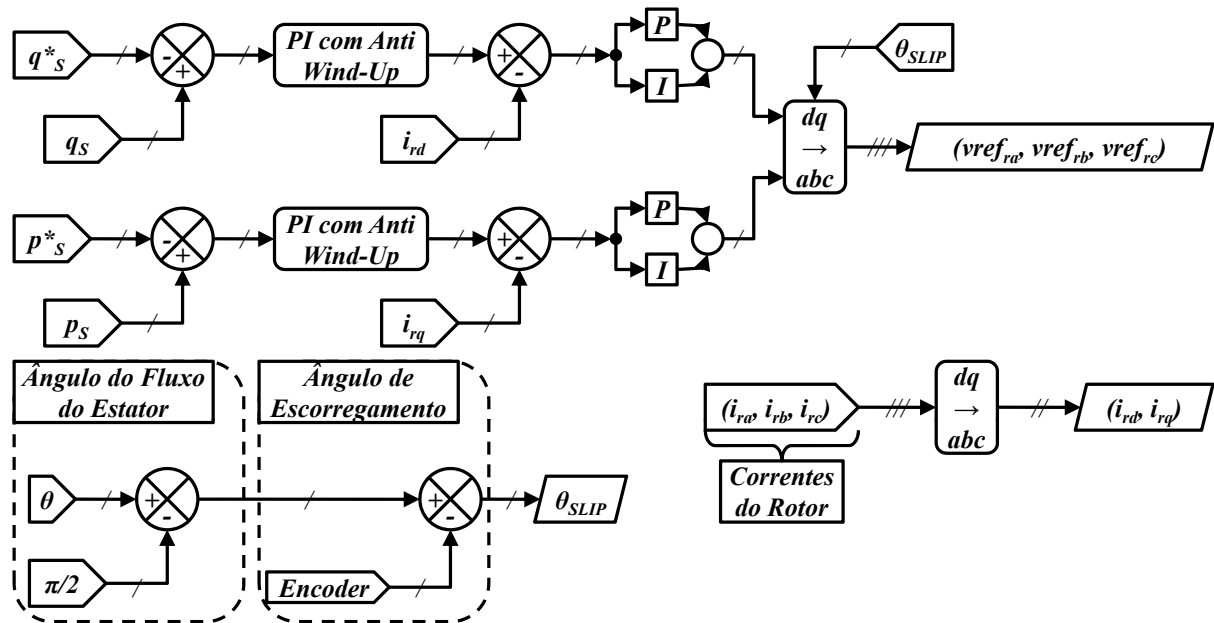 q*S
-
+
PI com Anti
Wind-Up
+
-
P
I
θSLIP
qS
ird
dq
→
abc
(vrefra, vrefrb, vrefrc)
p*S
-
+
PI com Anti
Wind-Up
+
-
P
I
pS
irq
Ângulo do Fluxo
do Estator
Ângulo de
Escorregamento
(ira, irb, irc)
dq
→
abc
(ird, irq)
Correntes
do Rotor
θ
+
-
+
-
θSLIP
π/2
Encoder